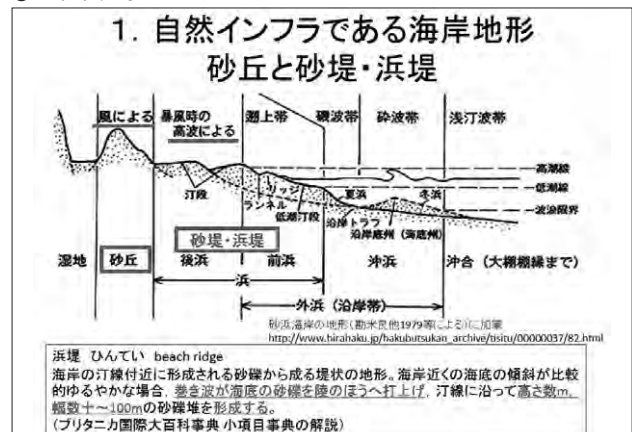 1．自然インフラである海岸地形
砂丘と砂堤・浜堤
風による
暴風時の
高波による
遡上帯
磯波帯
砕波帯
浅汀波帯
高潮線
低潮線
波浪限界
汀段
リッジ
ランネル
低潮汀段
夏浜
冬浜
沿岸トラフ
沿岸底州（海底州）
砂堤・浜堤
湿地
砂丘
後浜
前浜
沖浜
沖合（大棚棚縁まで）
浜
外浜（沿岸帯）
砂浜海岸の地形（勘米良他1979等による）に加筆
http://www.hirahaku.jp/hakubutsukan_archive/tisitu/00000037/82.html
浜堤 ひんてい beach ridge
海岸の汀線付近に形成される砂礫から成る堤状の地形。海岸近くの海底の傾斜が比較
的ゆるやかな場合，巻き波が海底の砂礫を陸のほうへ打上げ，汀線に沿って高さ数m，
幅数十～100mの砂礫堆を形成する。
(ブリタニカ国際大百科事典 小項目事典の解説)